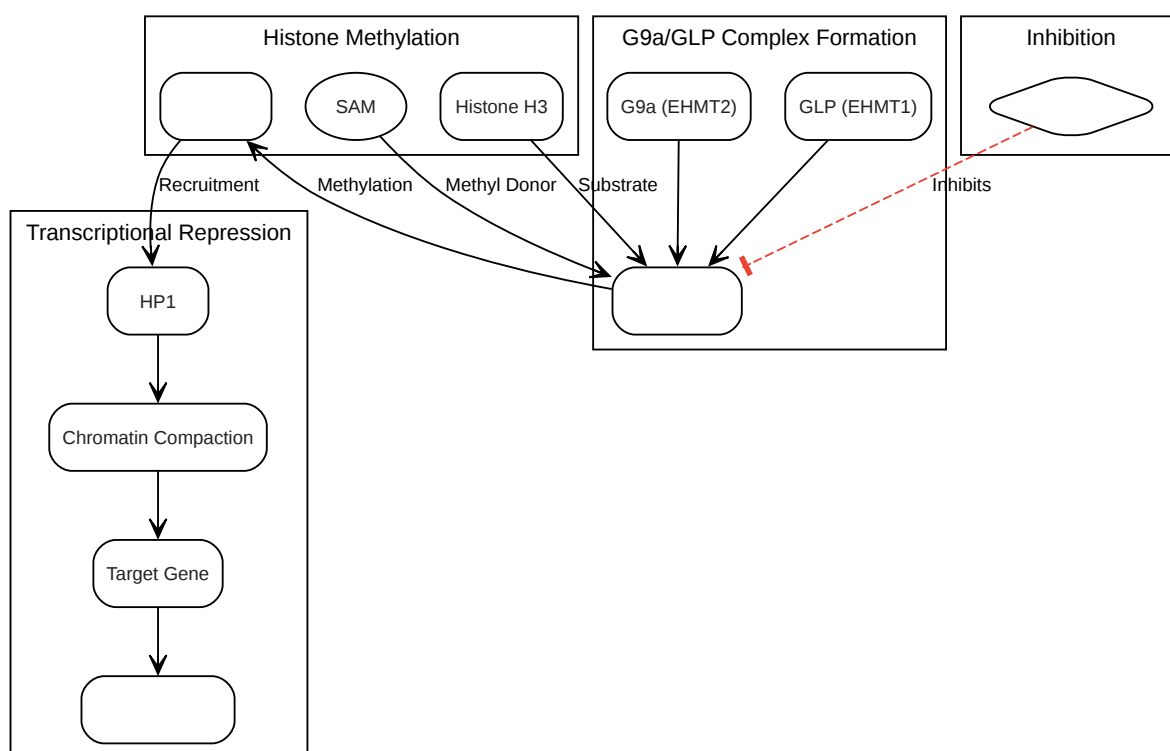 Histone Methylation
G9a/GLP Complex Formation
Inhibition
SAM
Histone H3
G9a (EHMT2)
GLP (EHMT1)
Recruitment
Methylation
Methyl Donor
Substrate
Inhibits
Transcriptional Repression
HP1
Chromatin Compaction
Target Gene